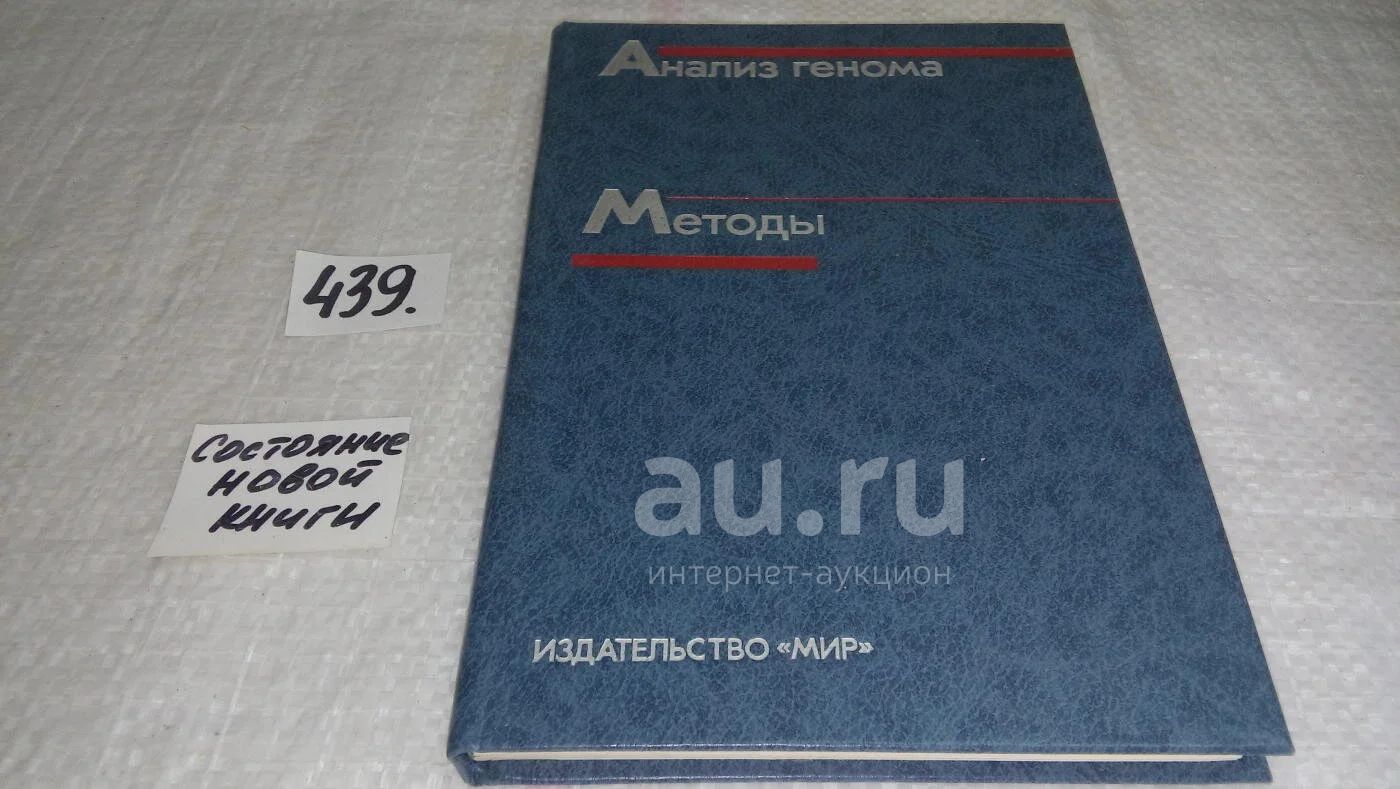 Анализ генома
Методы
439.
Состояние
новой
книги
au.ru
интернет-аукцион
ИЗДАТЕЛЬСТВО «МИР»